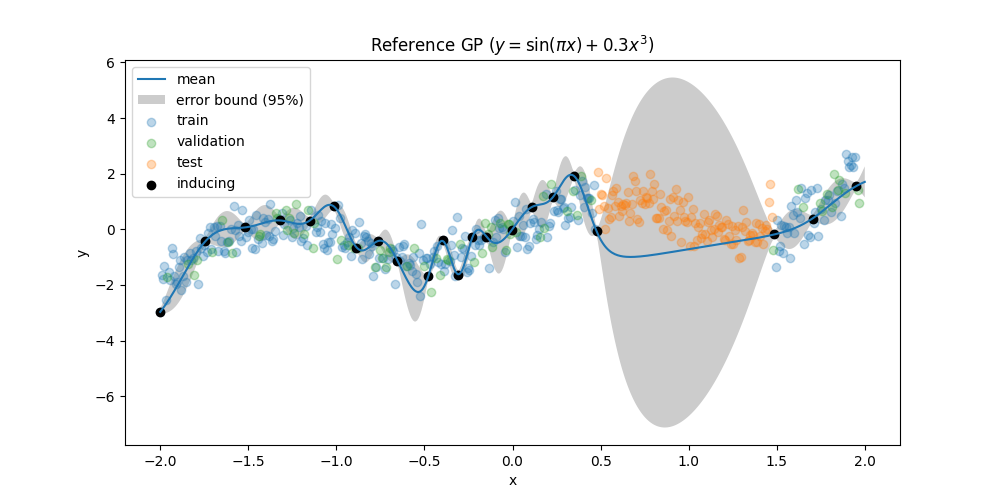 Reference GP (y = sin(πx) + 0.3x³)
mean
error bound (95%)
train
validation
test
inducing
6
4
2
0
−2
−4
−6
y
−2.0 −1.5 −1.0 −0.5 0.0 0.5 1.0 1.5 2.0
x